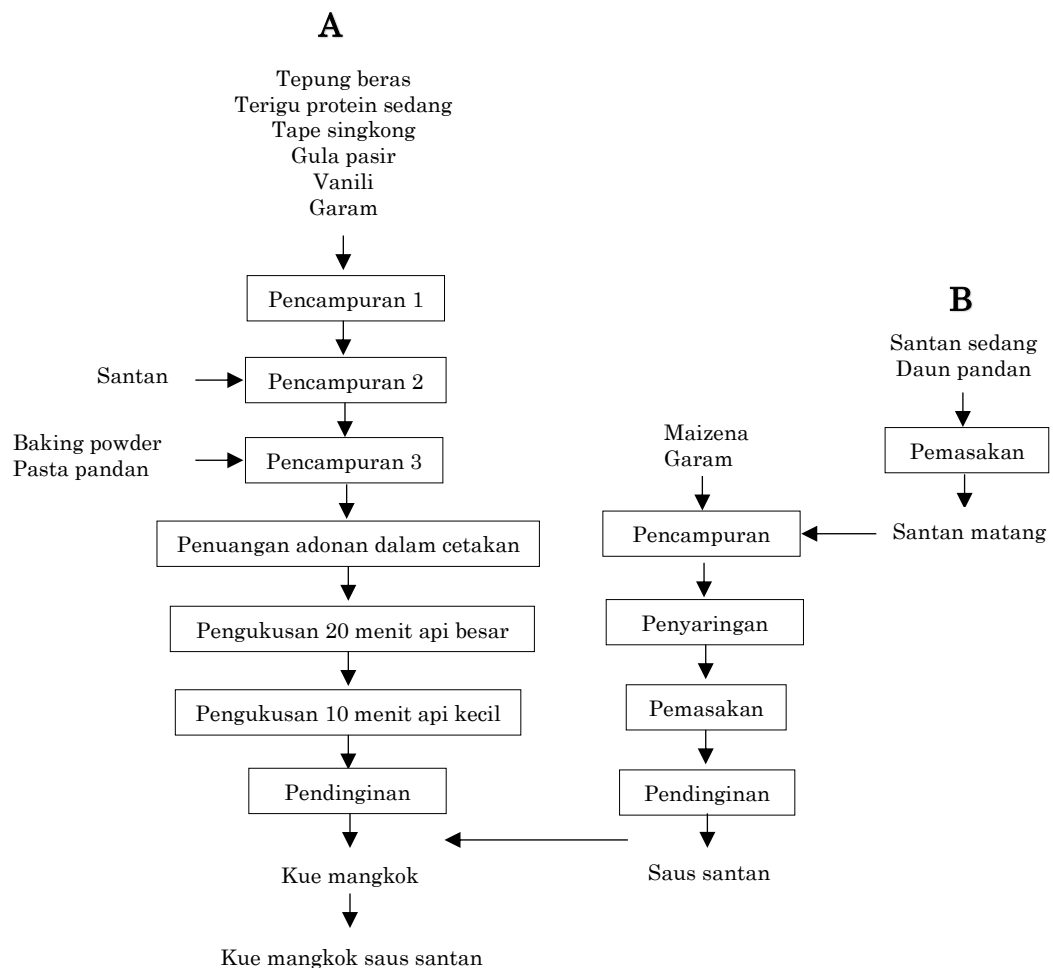 A
Tepung beras
Terigu protein sedang
Tape singkong
Gula pasir
Vanili
Garam
Pencampuran 1
Santan
Pencampuran 2
Baking powder
Pasta pandan
Pencampuran 3
Penuangan adonan dalam cetakan
Pengukusan 20 menit api besar
Pengukusan 10 menit api kecil
Pendinginan
Kue mangkok
Kue mangkok saus santan
B
Santan sedang
Daun pandan
Pemasakan
Santan matang
Maizena
Garam
Pencampuran
Penyaringan
Pemasakan
Pendinginan
Saus santan